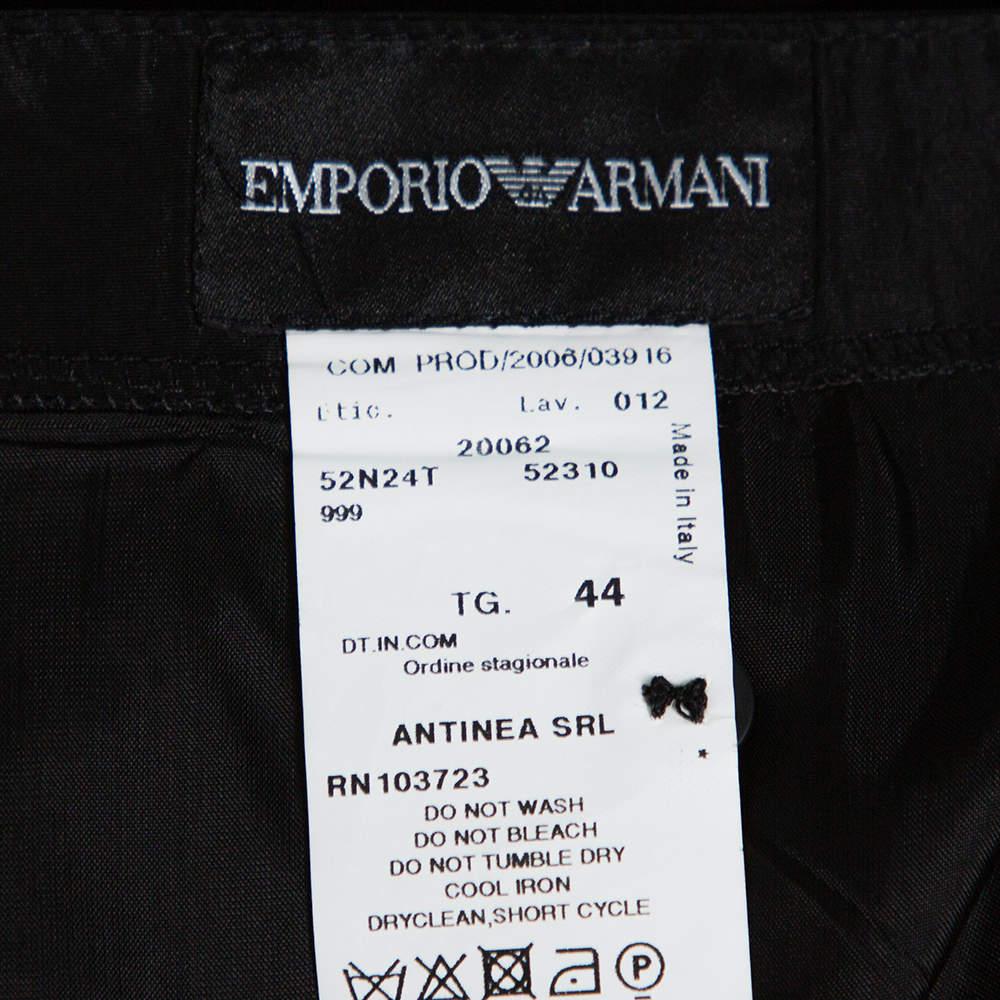 EMPORIO ARMANI
COM PROD/2006/03916
Etic. Lav. 012
20062
52N24T 52310
999
Made in Italy
TG. 44
DT.IN.COM
Ordine stagionale
ANTINEA SRL
RN103723
DO NOT WASH
DO NOT BLEACH
DO NOT TUMBLE DRY
COOL IRON
DRYCLEAN,SHORT CYCLE
P